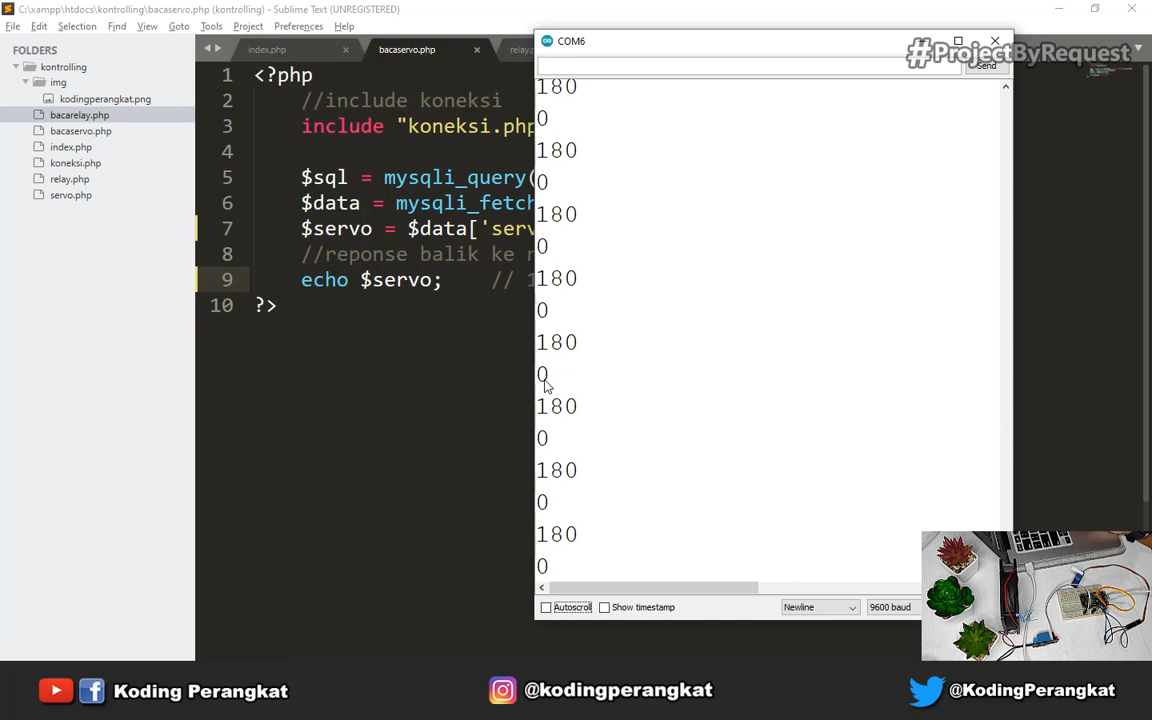 C:\xampp\htdocs\kontrolling\bacaservo.php (kontrolling) - Sublime Text (UNREGISTERED)
File Edit Selection Find View Goto Tools Project Preferences Help
FOLDERS
kontrolling
img
kodingperangkat.png
bacarelay.php
bacaservo.php
index.php
koneksi.php
relay.php
servo.php
index.php
bacaservo.php
relay.
1 <?php
2 //include koneksi
3 include "koneksi.php
4
5 $sql = mysqli_query(
6 $data = mysqli_fetch
7 $servo = $data['serv
8 //reponse balik ke
9 echo $servo; // 1
10 ?>
COM6
#ProjectByRequest
Send
180
0
180
0
180
0
180
0
180
0
180
0
180
0
180
0
Autoscroll
Show timestamp
Newline
9600 baud
Koding Perangkat
@kodingperangkat
@KodingPerangkat